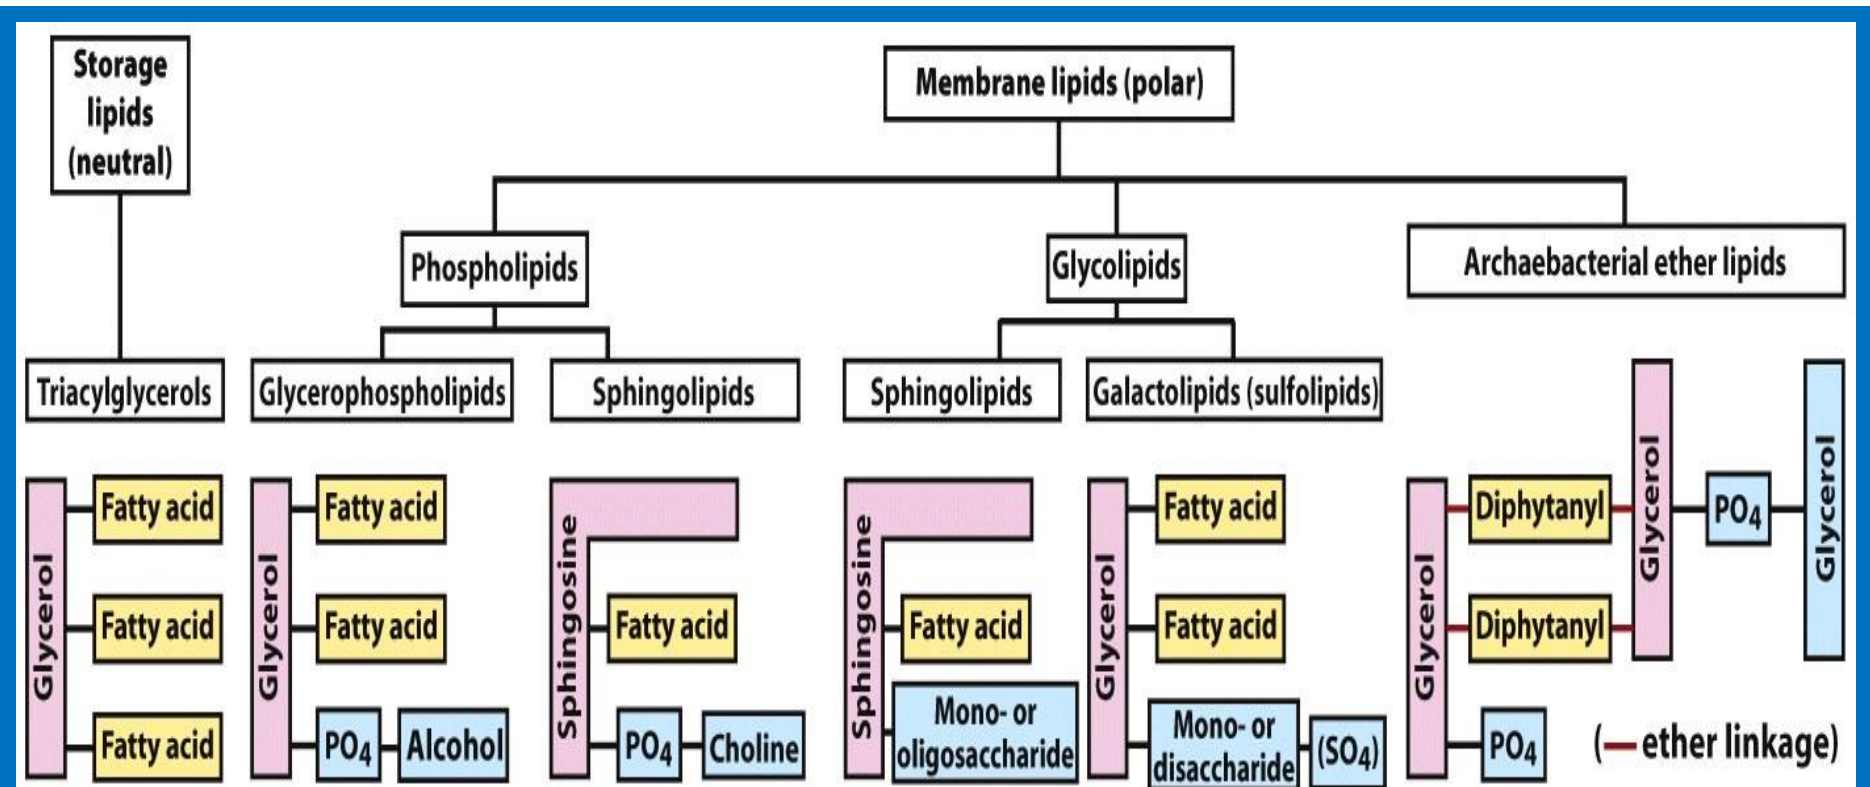 Storage
lipids
(neutral)
Membrane lipids (polar)
Phospholipids
Glycolipids
Archaebacterial ether lipids
Triacylglycerols
Glycerophospholipids
Sphingolipids
Sphingolipids
Galactolipids (sulfolipids)
Glycerol
Fatty acid
Fatty acid
Fatty acid
Glycerol
Fatty acid
Fatty acid
PO4
Alcohol
Sphingosine
Fatty acid
PO4
Choline
Sphingosine
Fatty acid
Mono- or
oligosaccharide
Glycerol
Fatty acid
Fatty acid
Mono- or
disaccharide
(SO4)
Glycerol
Diphytanyl
Diphytanyl
PO4
Glycerol
PO4
Glycerol
(— ether linkage)